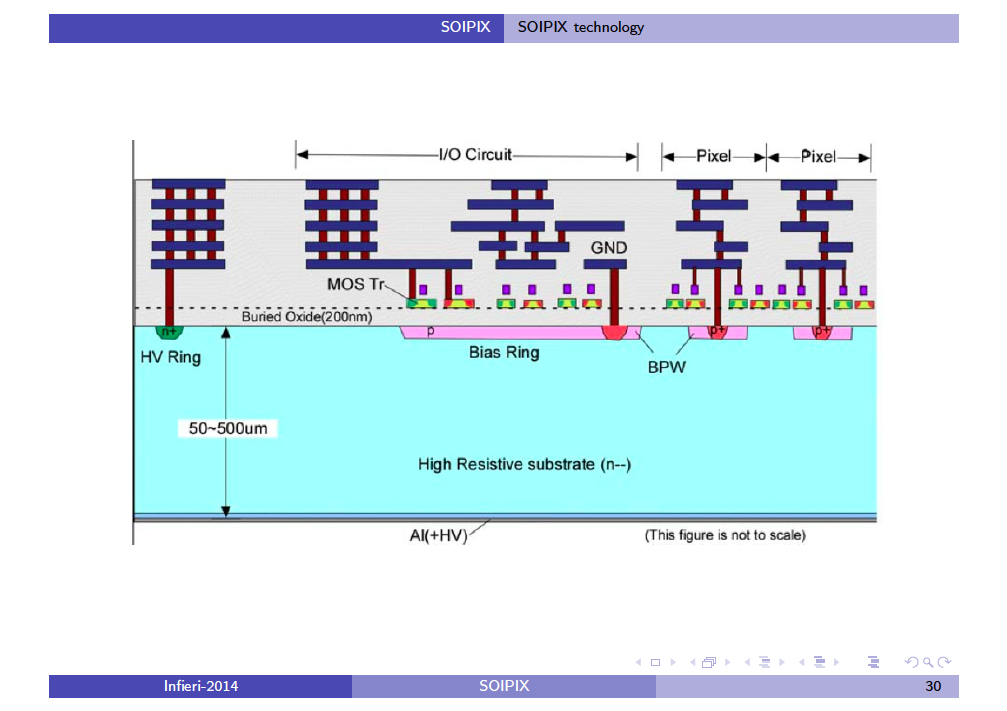 SOIPIX SOIPIX technology
I/O Circuit Pixel Pixel
GND
MOS Tr.
Buried Oxide(200nm)
n+ p p+ p+
HV Ring Bias Ring BPW
50~500um
High Resistive substrate (n--)
Al(+HV) (This figure is not to scale)
Infieri-2014 SOIPIX 30